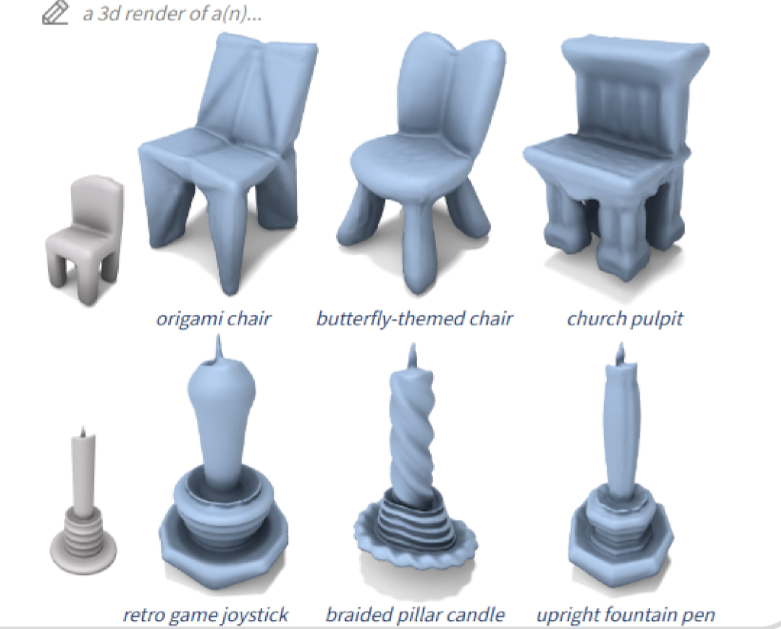 a 3d render of a(n)...
origami chair
butterfly-themed chair
church pulpit
retro game joystick
braided pillar candle
upright fountain pen